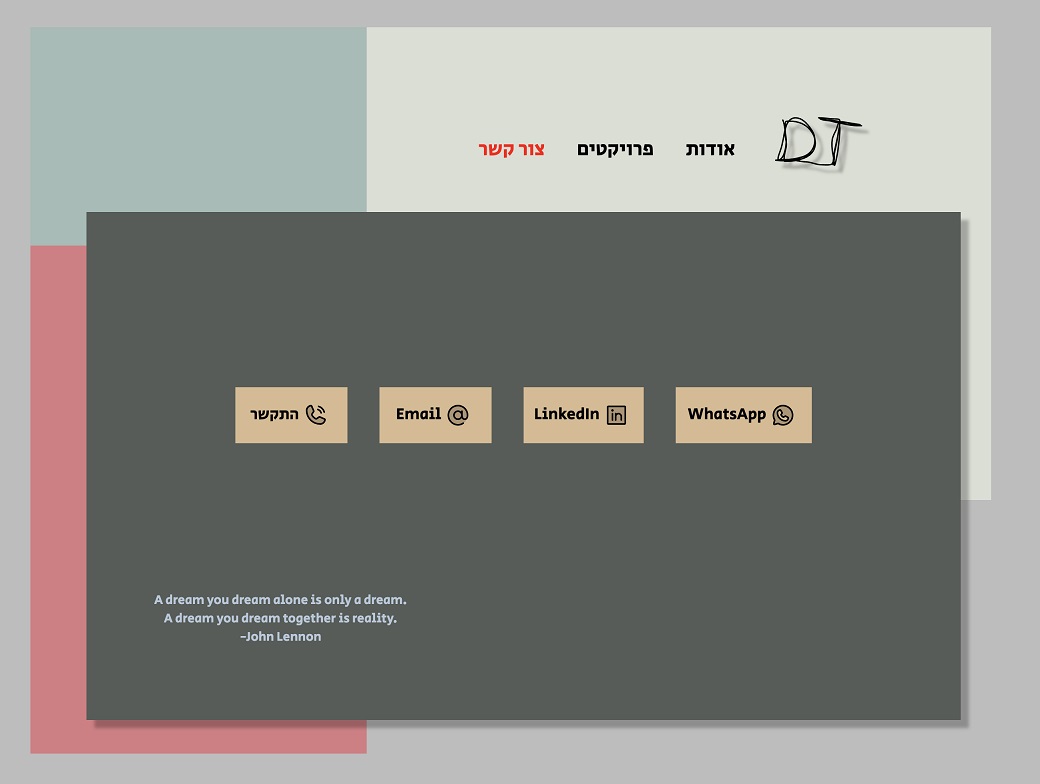 DT
אודות
פרויקטים
צור קשר
WhatsApp
LinkedIn
Email
התקשר
A dream you dream alone is only a dream.
A dream you dream together is reality.
-John Lennon